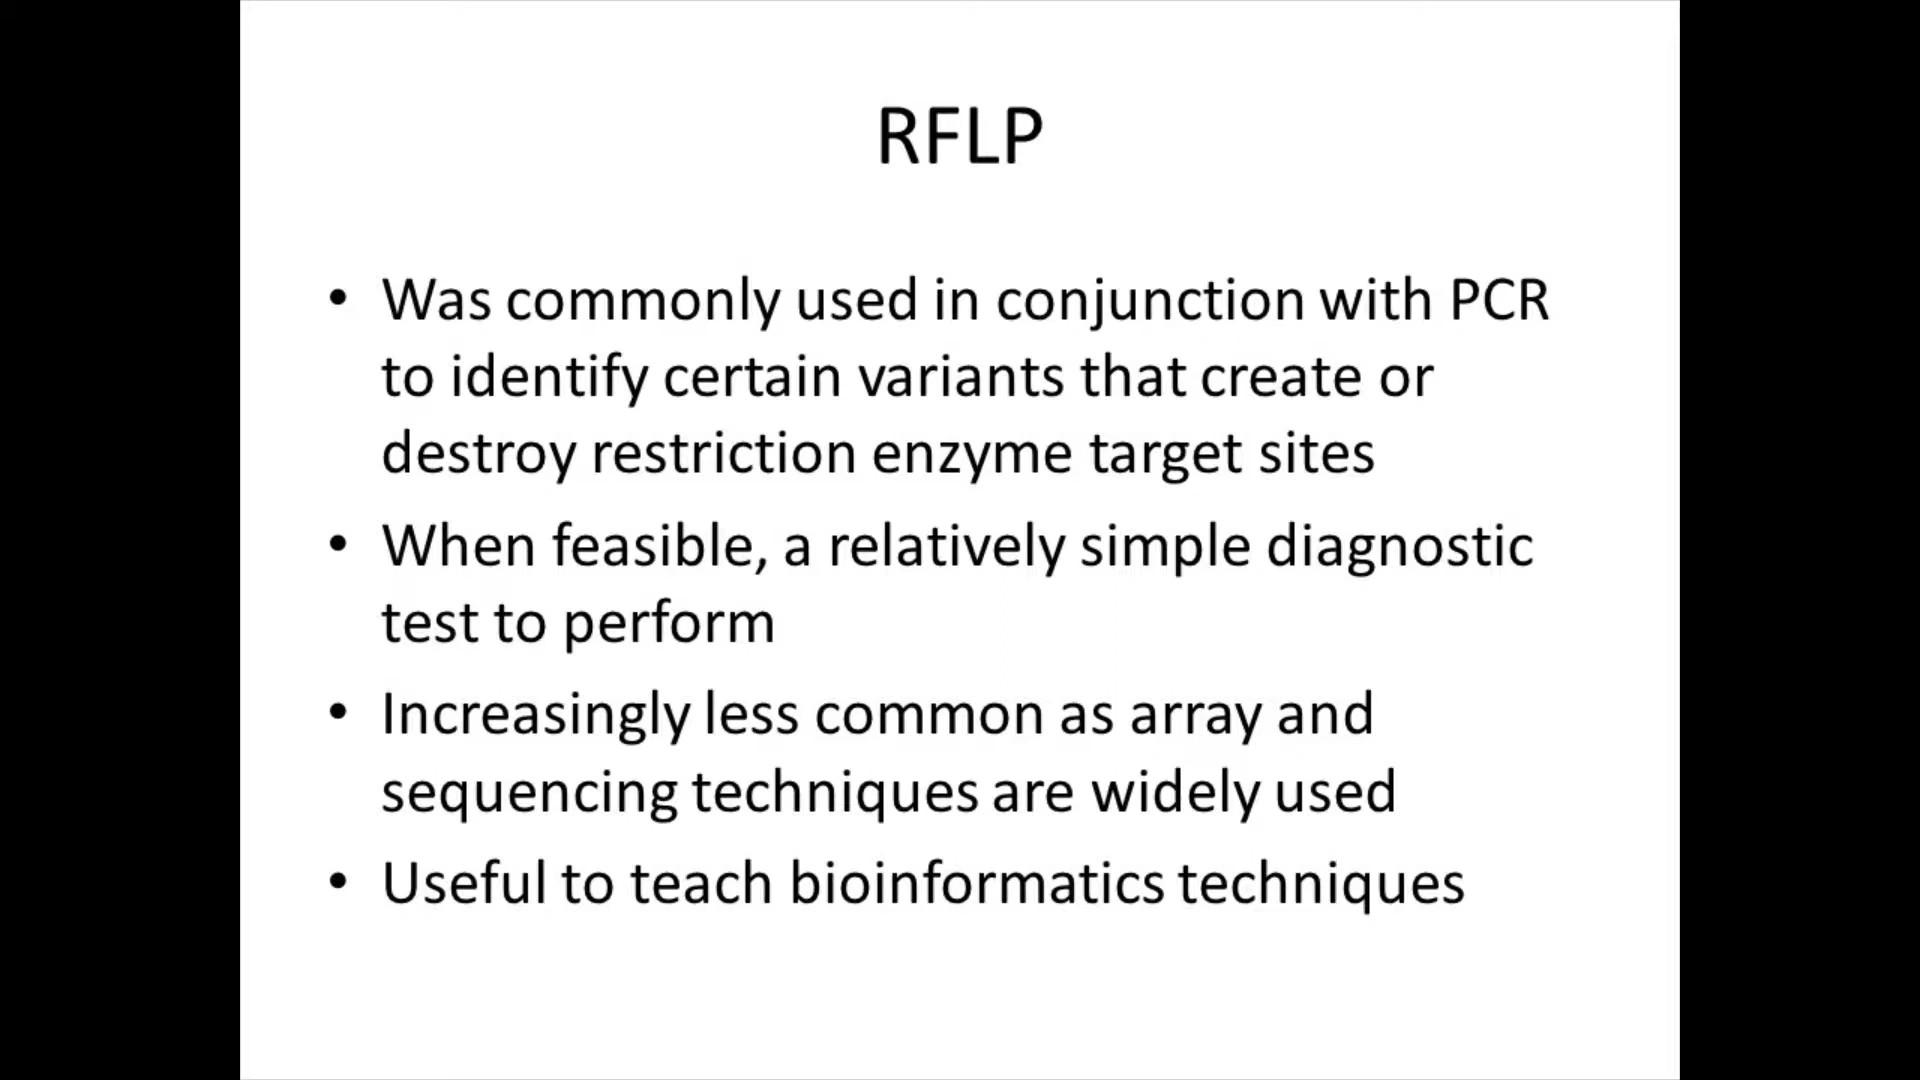 RFLP
• Was commonly used in conjunction with PCR
to identify certain variants that create or
destroy restriction enzyme target sites
• When feasible, a relatively simple diagnostic
test to perform
• Increasingly less common as array and
sequencing techniques are widely used
• Useful to teach bioinformatics techniques